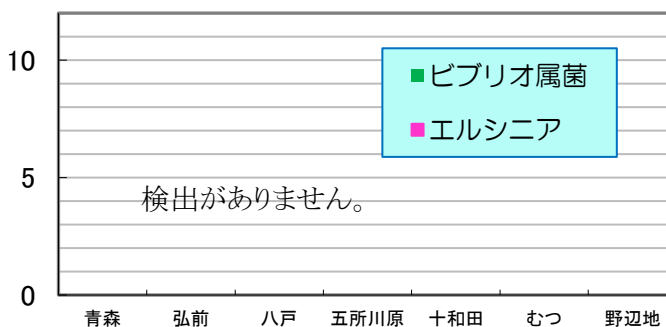 10
ビブリオ属菌
エルシニア
5
検出がありません。
0
青森 弘前 八戸 五所川原 十和田 むつ 野辺地